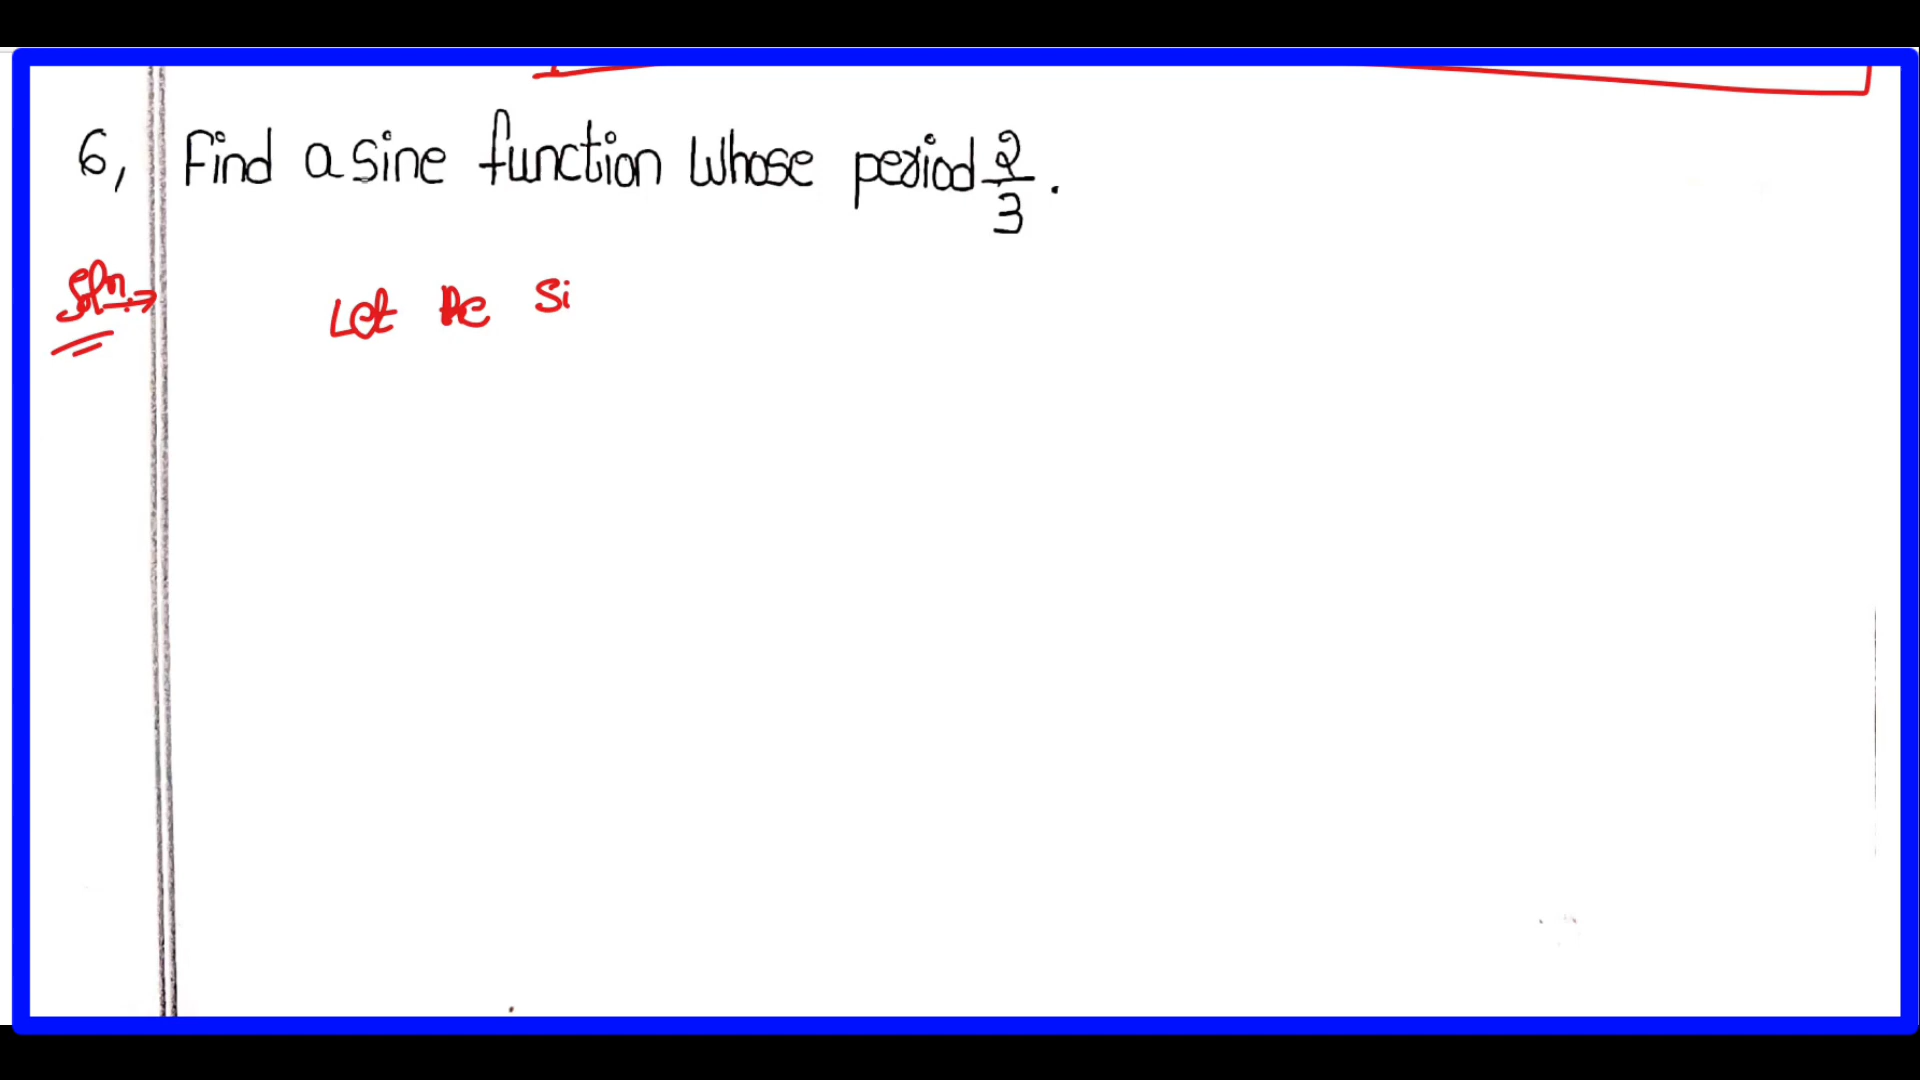 6, Find a sine function whose period 2/3.
Soln. → Let the Si